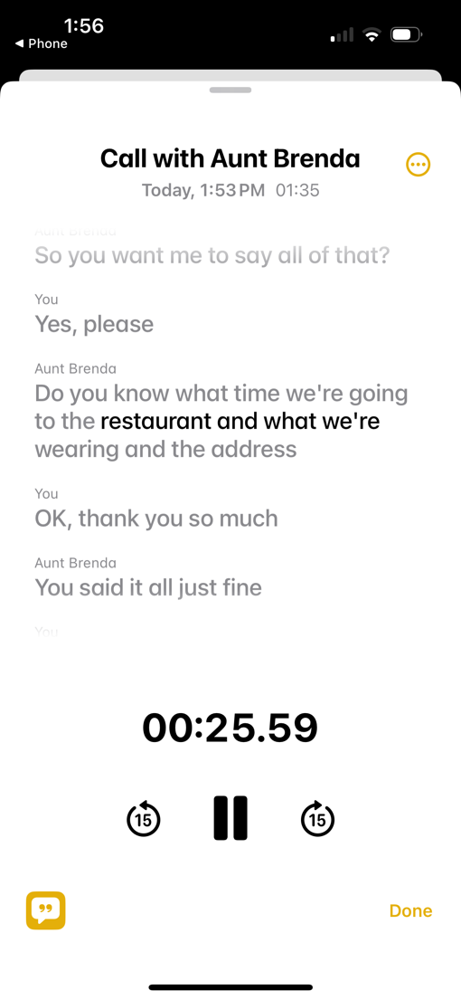 1:56
Phone
Call with Aunt Brenda
Today, 1:53 PM 01:35
Aunt Brenda
So you want me to say all of that?
You
Yes, please
Aunt Brenda
Do you know what time we're going
to the restaurant and what we're
wearing and the address
You
OK, thank you so much
Aunt Brenda
You said it all just fine
You
00:25.59
15
15
Done